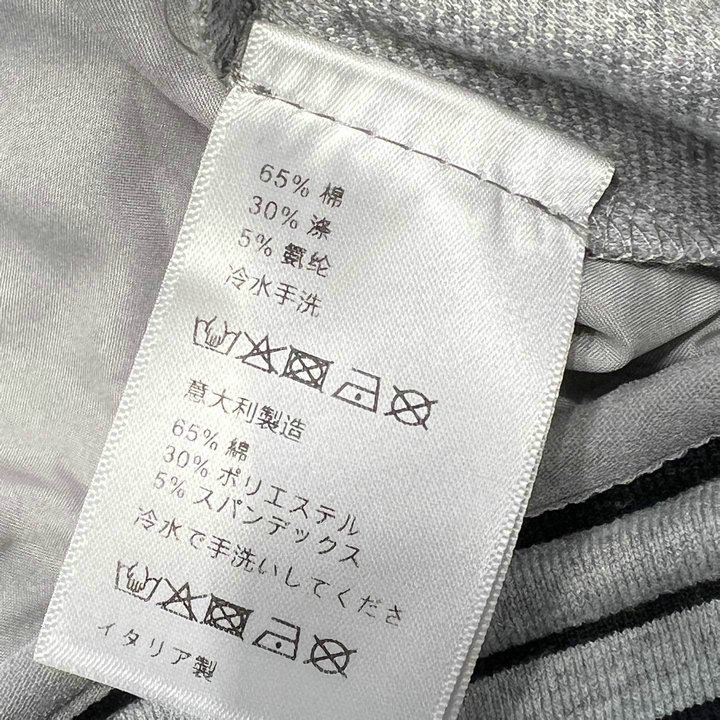 65% 棉
30% 涤
5% 氨纶
冷水手洗
意大利製造
65% 綿
30% ポリエステル
5% スパンデックス
冷水で手洗いしてくださ
イタリア製